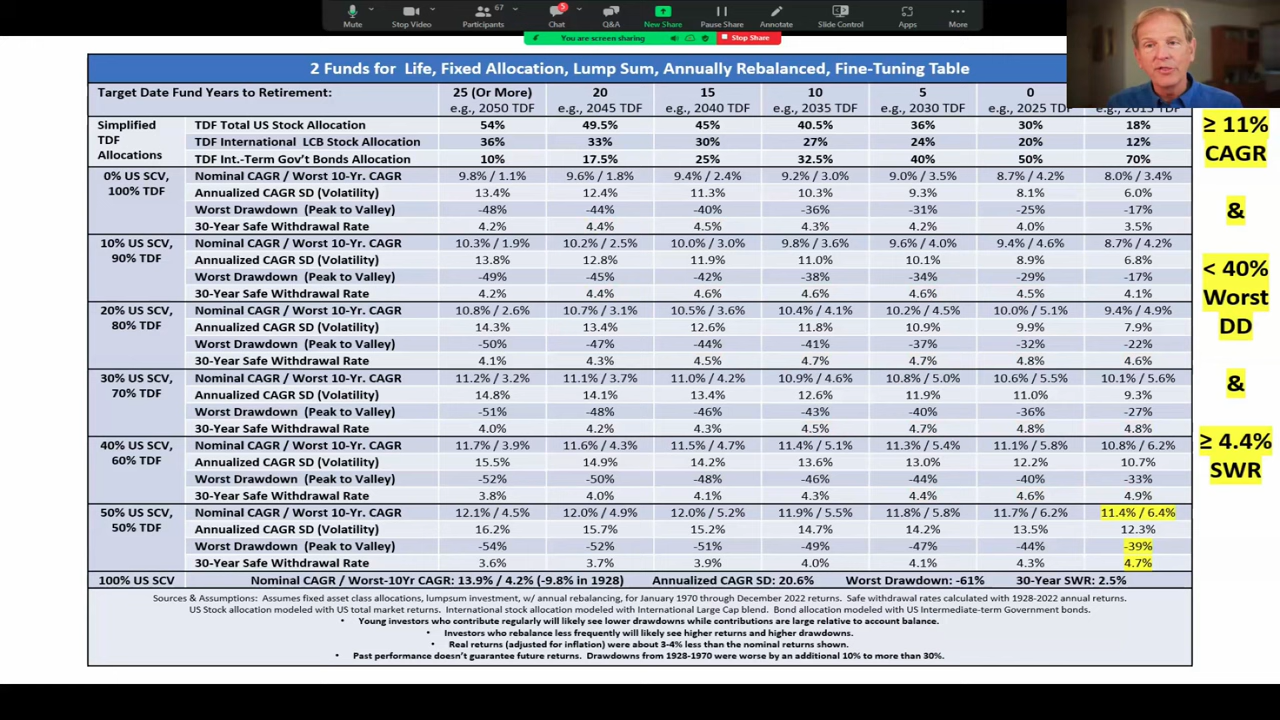 67
5
Mute
Stop Video
Participants
Chat
Q&A
New Share
Pause Share
Annotate
Slide Control
Apps
More
You are screen sharing
Stop Share
2 Funds for Life, Fixed Allocation, Lump Sum, Annually Rebalanced, Fine-Tuning Table
Target Date Fund Years to Retirement: 25 (Or More) 20 15 10 5 0
e.g., 2050 TDF e.g., 2045 TDF e.g., 2040 TDF e.g., 2035 TDF e.g., 2030 TDF e.g., 2025 TDF e.g., 2015 TDF
Simplified TDF Total US Stock Allocation 54% 49.5% 45% 40.5% 36% 30% 18%
TDF TDF International LCB Stock Allocation 36% 33% 30% 27% 24% 20% 12%
Allocations TDF Int.-Term Gov't Bonds Allocation 10% 17.5% 25% 32.5% 40% 50% 70%
0% US SCV, Nominal CAGR / Worst 10-Yr. CAGR 9.8% / 1.1% 9.6% / 1.8% 9.4% / 2.4% 9.2% / 3.0% 9.0% / 3.5% 8.7% / 4.2% 8.0% / 3.4%
100% TDF Annualized CAGR SD (Volatility) 13.4% 12.4% 11.3% 10.3% 9.3% 8.1% 6.0%
Worst Drawdown (Peak to Valley) -48% -44% -40% -36% -31% -25% -17%
30-Year Safe Withdrawal Rate 4.2% 4.4% 4.5% 4.3% 4.2% 4.0% 3.5%
10% US SCV, Nominal CAGR / Worst 10-Yr. CAGR 10.3% / 1.9% 10.2% / 2.5% 10.0% / 3.0% 9.8% / 3.6% 9.6% / 4.0% 9.4% / 4.6% 8.7% / 4.2%
90% TDF Annualized CAGR SD (Volatility) 13.8% 12.8% 11.9% 11.0% 10.1% 8.9% 6.8%
Worst Drawdown (Peak to Valley) -49% -45% -42% -38% -34% -29% -17%
30-Year Safe Withdrawal Rate 4.2% 4.4% 4.6% 4.6% 4.6% 4.5% 4.1%
20% US SCV, Nominal CAGR / Worst 10-Yr. CAGR 10.8% / 2.6% 10.7% / 3.1% 10.5% / 3.6% 10.4% / 4.1% 10.2% / 4.5% 10.0% / 5.1% 9.4% / 4.9%
80% TDF Annualized CAGR SD (Volatility) 14.3% 13.4% 12.6% 11.8% 10.9% 9.9% 7.9%
Worst Drawdown (Peak to Valley) -50% -47% -44% -41% -37% -32% -22%
30-Year Safe Withdrawal Rate 4.1% 4.3% 4.5% 4.7% 4.7% 4.8% 4.6%
30% US SCV, Nominal CAGR / Worst 10-Yr. CAGR 11.2% / 3.2% 11.1% / 3.7% 11.0% / 4.2% 10.9% / 4.6% 10.8% / 5.0% 10.6% / 5.5% 10.1% / 5.6%
70% TDF Annualized CAGR SD (Volatility) 14.8% 14.1% 13.4% 12.6% 11.9% 11.0% 9.3%
Worst Drawdown (Peak to Valley) -51% -48% -46% -43% -40% -36% -27%
30-Year Safe Withdrawal Rate 4.0% 4.2% 4.3% 4.5% 4.7% 4.8% 4.8%
40% US SCV, Nominal CAGR / Worst 10-Yr. CAGR 11.7% / 3.9% 11.6% / 4.3% 11.5% / 4.7% 11.4% / 5.1% 11.3% / 5.4% 11.1% / 5.8% 10.8% / 6.2%
60% TDF Annualized CAGR SD (Volatility) 15.5% 14.9% 14.2% 13.6% 13.0% 12.2% 10.7%
Worst Drawdown (Peak to Valley) -52% -50% -48% -46% -44% -40% -33%
30-Year Safe Withdrawal Rate 3.8% 4.0% 4.1% 4.3% 4.4% 4.6% 4.9%
50% US SCV, Nominal CAGR / Worst 10-Yr. CAGR 12.1% / 4.5% 12.0% / 4.9% 12.0% / 5.2% 11.9% / 5.5% 11.8% / 5.8% 11.7% / 6.2% 11.4% / 6.4%
50% TDF Annualized CAGR SD (Volatility) 16.2% 15.7% 15.2% 14.7% 14.2% 13.5% 12.3%
Worst Drawdown (Peak to Valley) -54% -52% -51% -49% -47% -44% -39%
30-Year Safe Withdrawal Rate 3.6% 3.7% 3.9% 4.0% 4.1% 4.3% 4.7%
100% US SCV Nominal CAGR / Worst-10Yr CAGR: 13.9% / 4.2% (-9.8% in 1928) Annualized CAGR SD: 20.6% Worst Drawdown: -61% 30-Year SWR: 2.5%
Sources & Assumptions: Assumes fixed asset class allocations, lumpsum investment, w/ annual rebalancing, for January 1970 through December 2022 returns. Safe withdrawal rates calculated with 1928-2022 annual returns.
US Stock allocation modeled with US total market returns. International stock allocation modeled with International Large Cap blend. Bond allocation modeled with US Intermediate-term Government bonds.
• Young investors who contribute regularly will likely see lower drawdowns while contributions are large relative to account balance.
• Investors who rebalance less frequently will likely see higher returns and higher drawdowns.
• Real returns (adjusted for inflation) were about 3-4% less than the nominal returns shown.
• Past performance doesn't guarantee future returns. Drawdowns from 1928-1970 were worse by an additional 10% to more than 30%.
≥ 11%
CAGR
&
< 40%
Worst
DD
&
≥ 4.4%
SWR